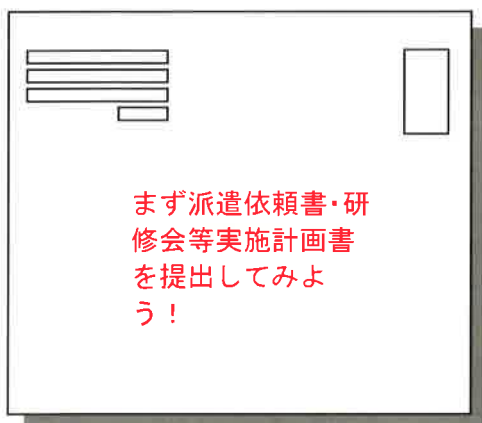 まず派遣依頼書・研
修会等実施計画書
を提出してみよ
う！